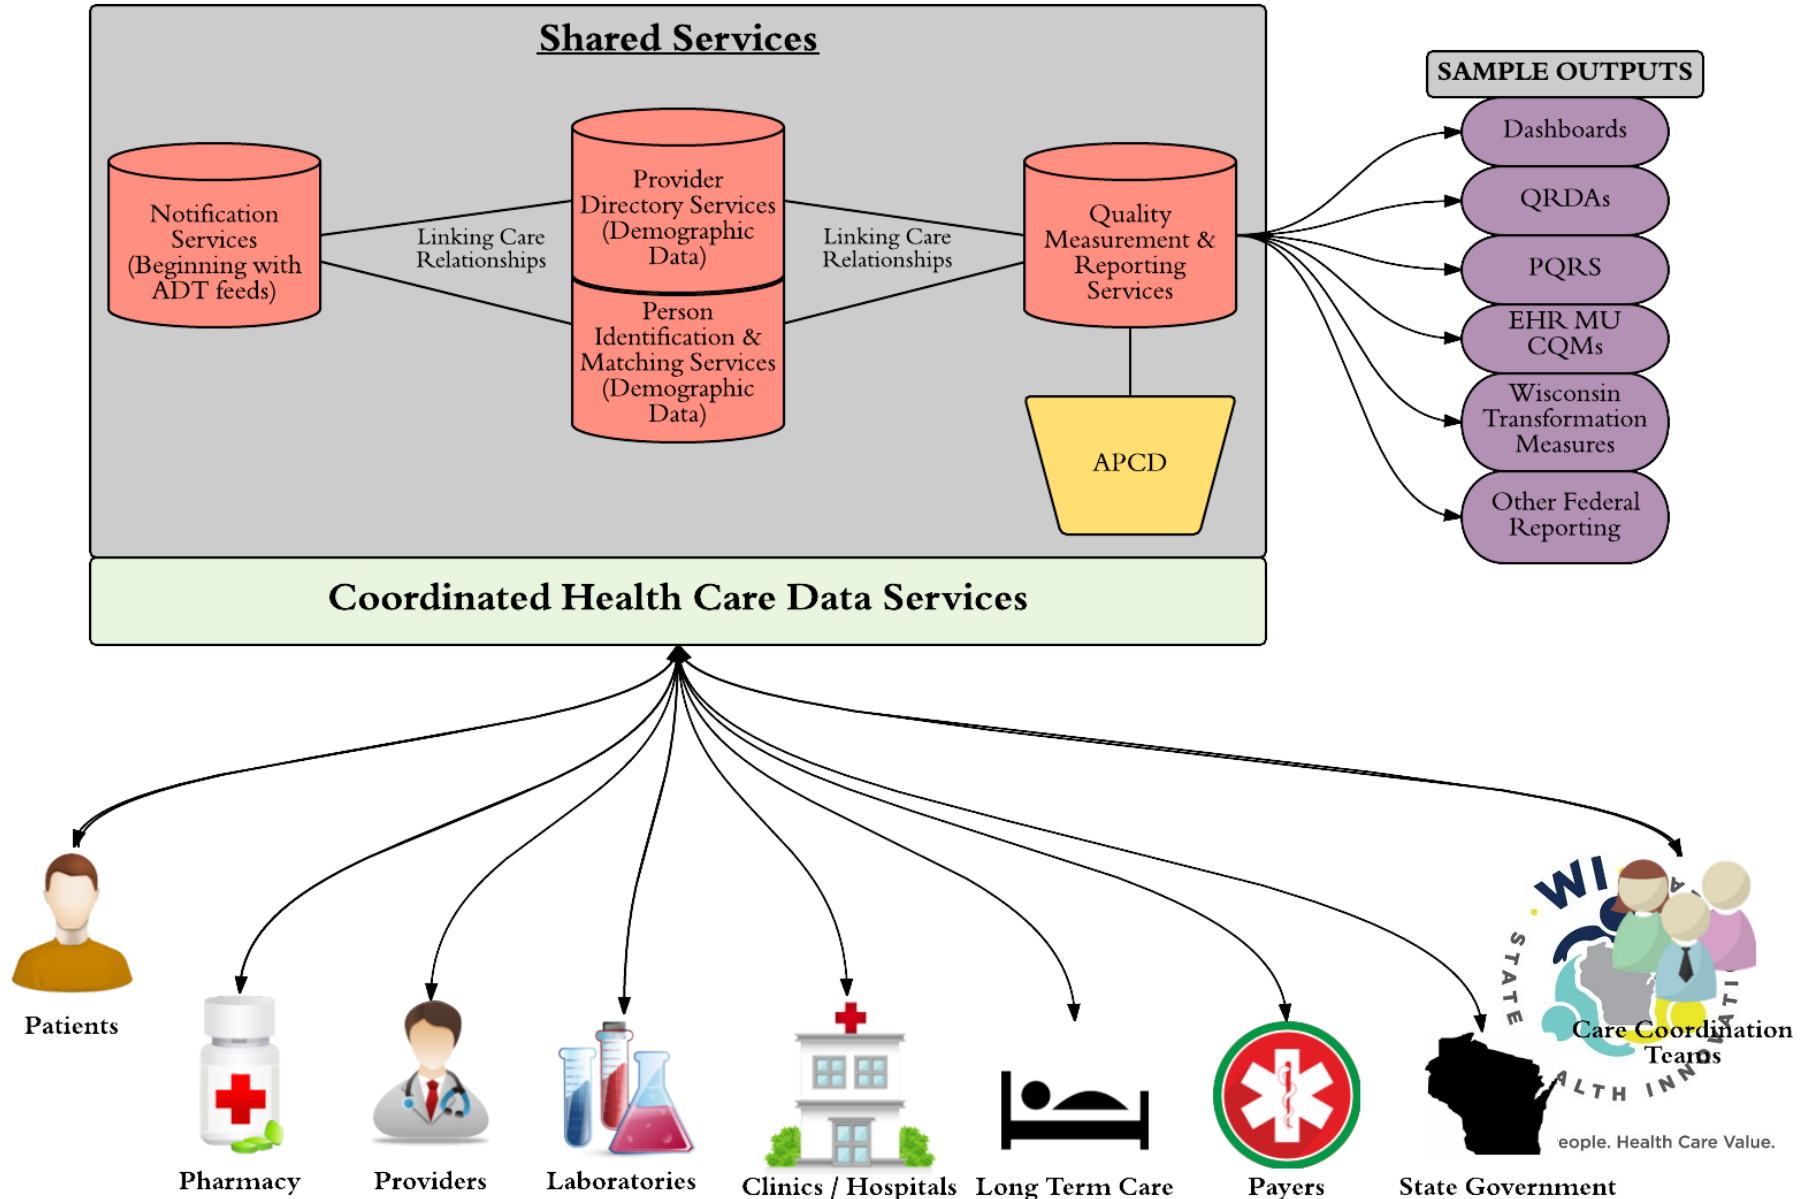 Shared Services
Notification
Services
(Beginning with
ADT feeds)
Linking Care
Relationships
Provider
Directory Services
(Demographic
Data)
Person
Identification &
Matching Services
(Demographic
Data)
Linking Care
Relationships
Quality
Measurement &
Reporting
Services
APCD
SAMPLE OUTPUTS
Dashboards
QRDAs
PQRS
EHR MU
CQMs
Wisconsin
Transformation
Measures
Other Federal
Reporting
Coordinated Health Care Data Services
Patients
Pharmacy
Providers
Laboratories
Clinics / Hospitals
Long Term Care
Payers
State Government
Care Coordination
Teams
WI
STATE
INNOVATI
eople. Health Care Value.